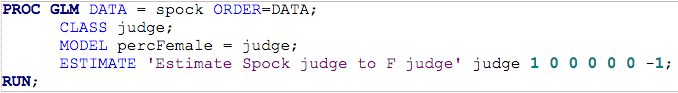 PROC GLM DATA = spock ORDER=DATA;
CLASS judge;
MODEL percFemale = judge;
ESTIMATE 'Estimate Spock judge to F judge' judge 1 0 0 0 0 0 -1;
RUN;